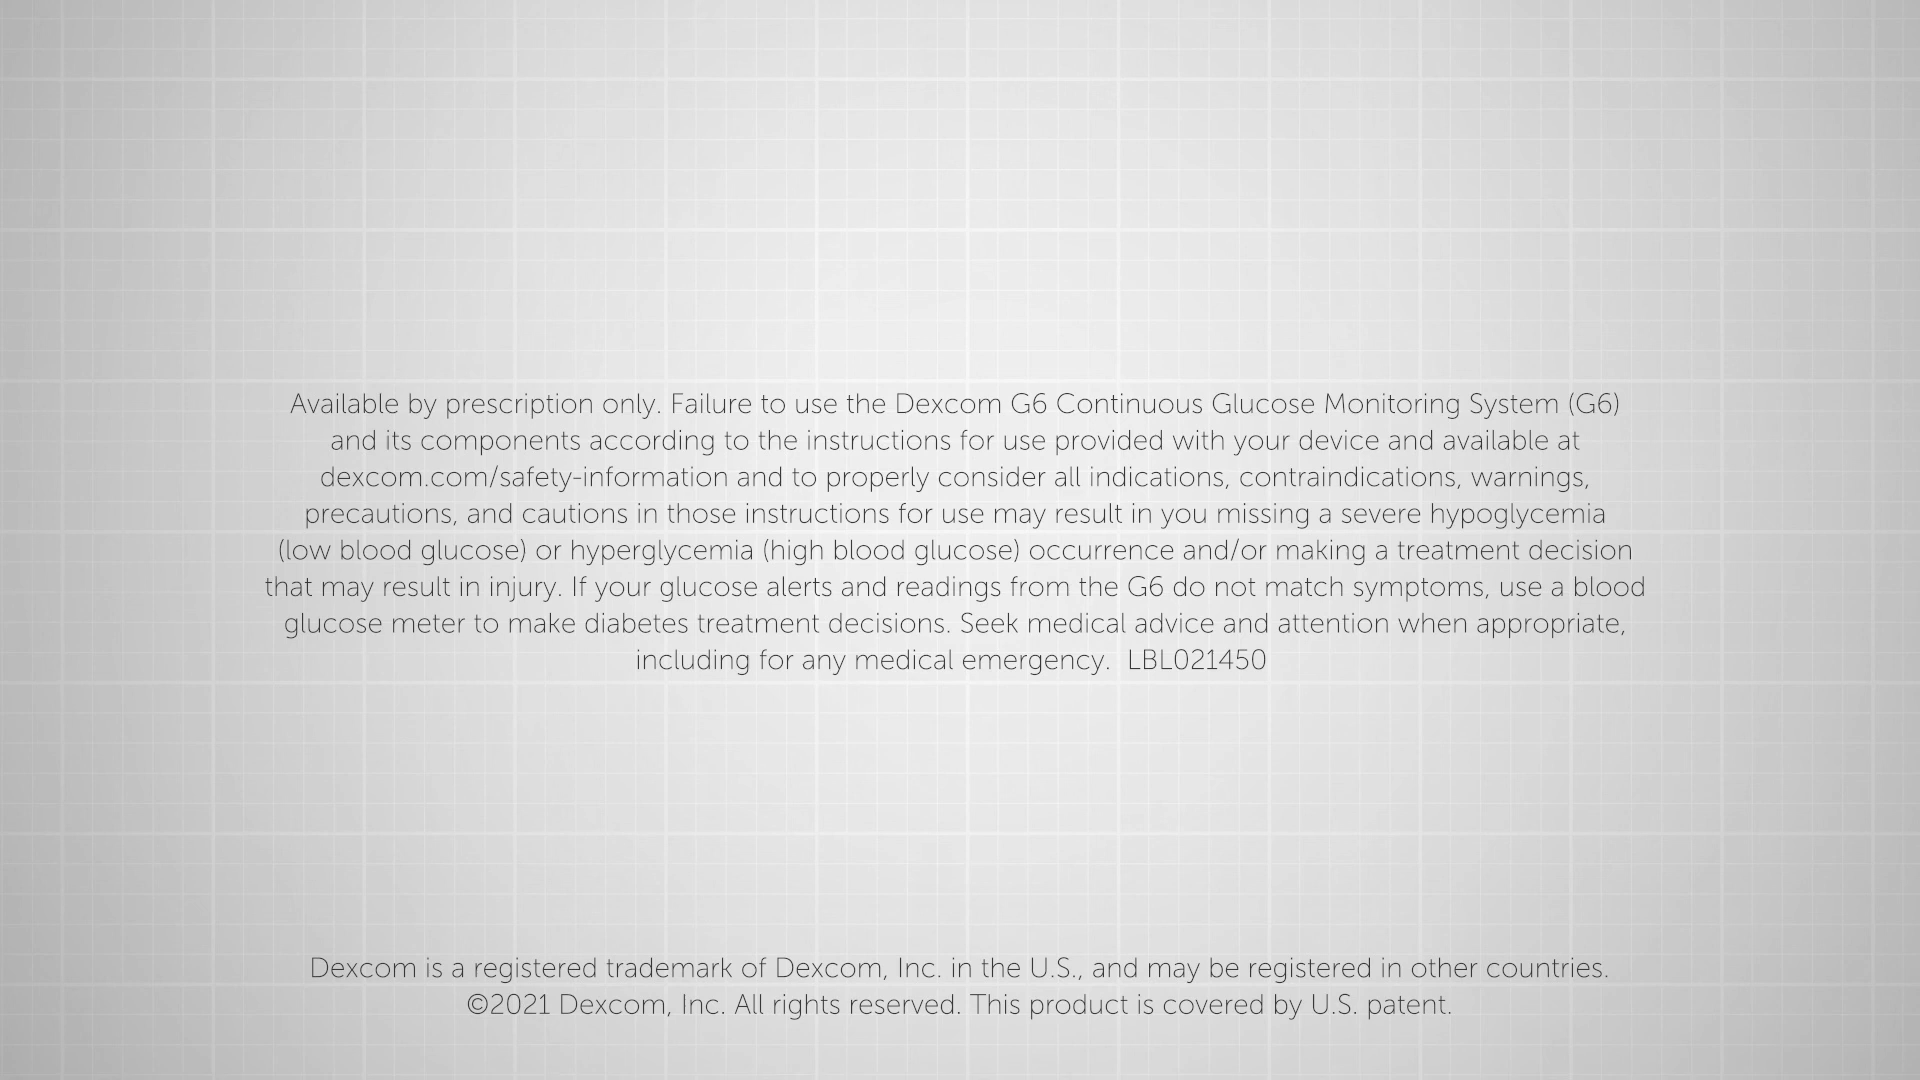 Available by prescription only. Failure to use the Dexcom G6 Continuous Glucose Monitoring System (G6)
and its components according to the instructions for use provided with your device and available at
dexcom.com/safety-information and to properly consider all indications, contraindications, warnings,
precautions, and cautions in those instructions for use may result in you missing a severe hypoglycemia
(low blood glucose) or hyperglycemia (high blood glucose) occurrence and/or making a treatment decision
that may result in injury. If your glucose alerts and readings from the G6 do not match symptoms, use a blood
glucose meter to make diabetes treatment decisions. Seek medical advice and attention when appropriate,
including for any medical emergency.  LBL021450
Dexcom is a registered trademark of Dexcom, Inc. in the U.S., and may be registered in other countries.
©2021 Dexcom, Inc. All rights reserved. This product is covered by U.S. patent.